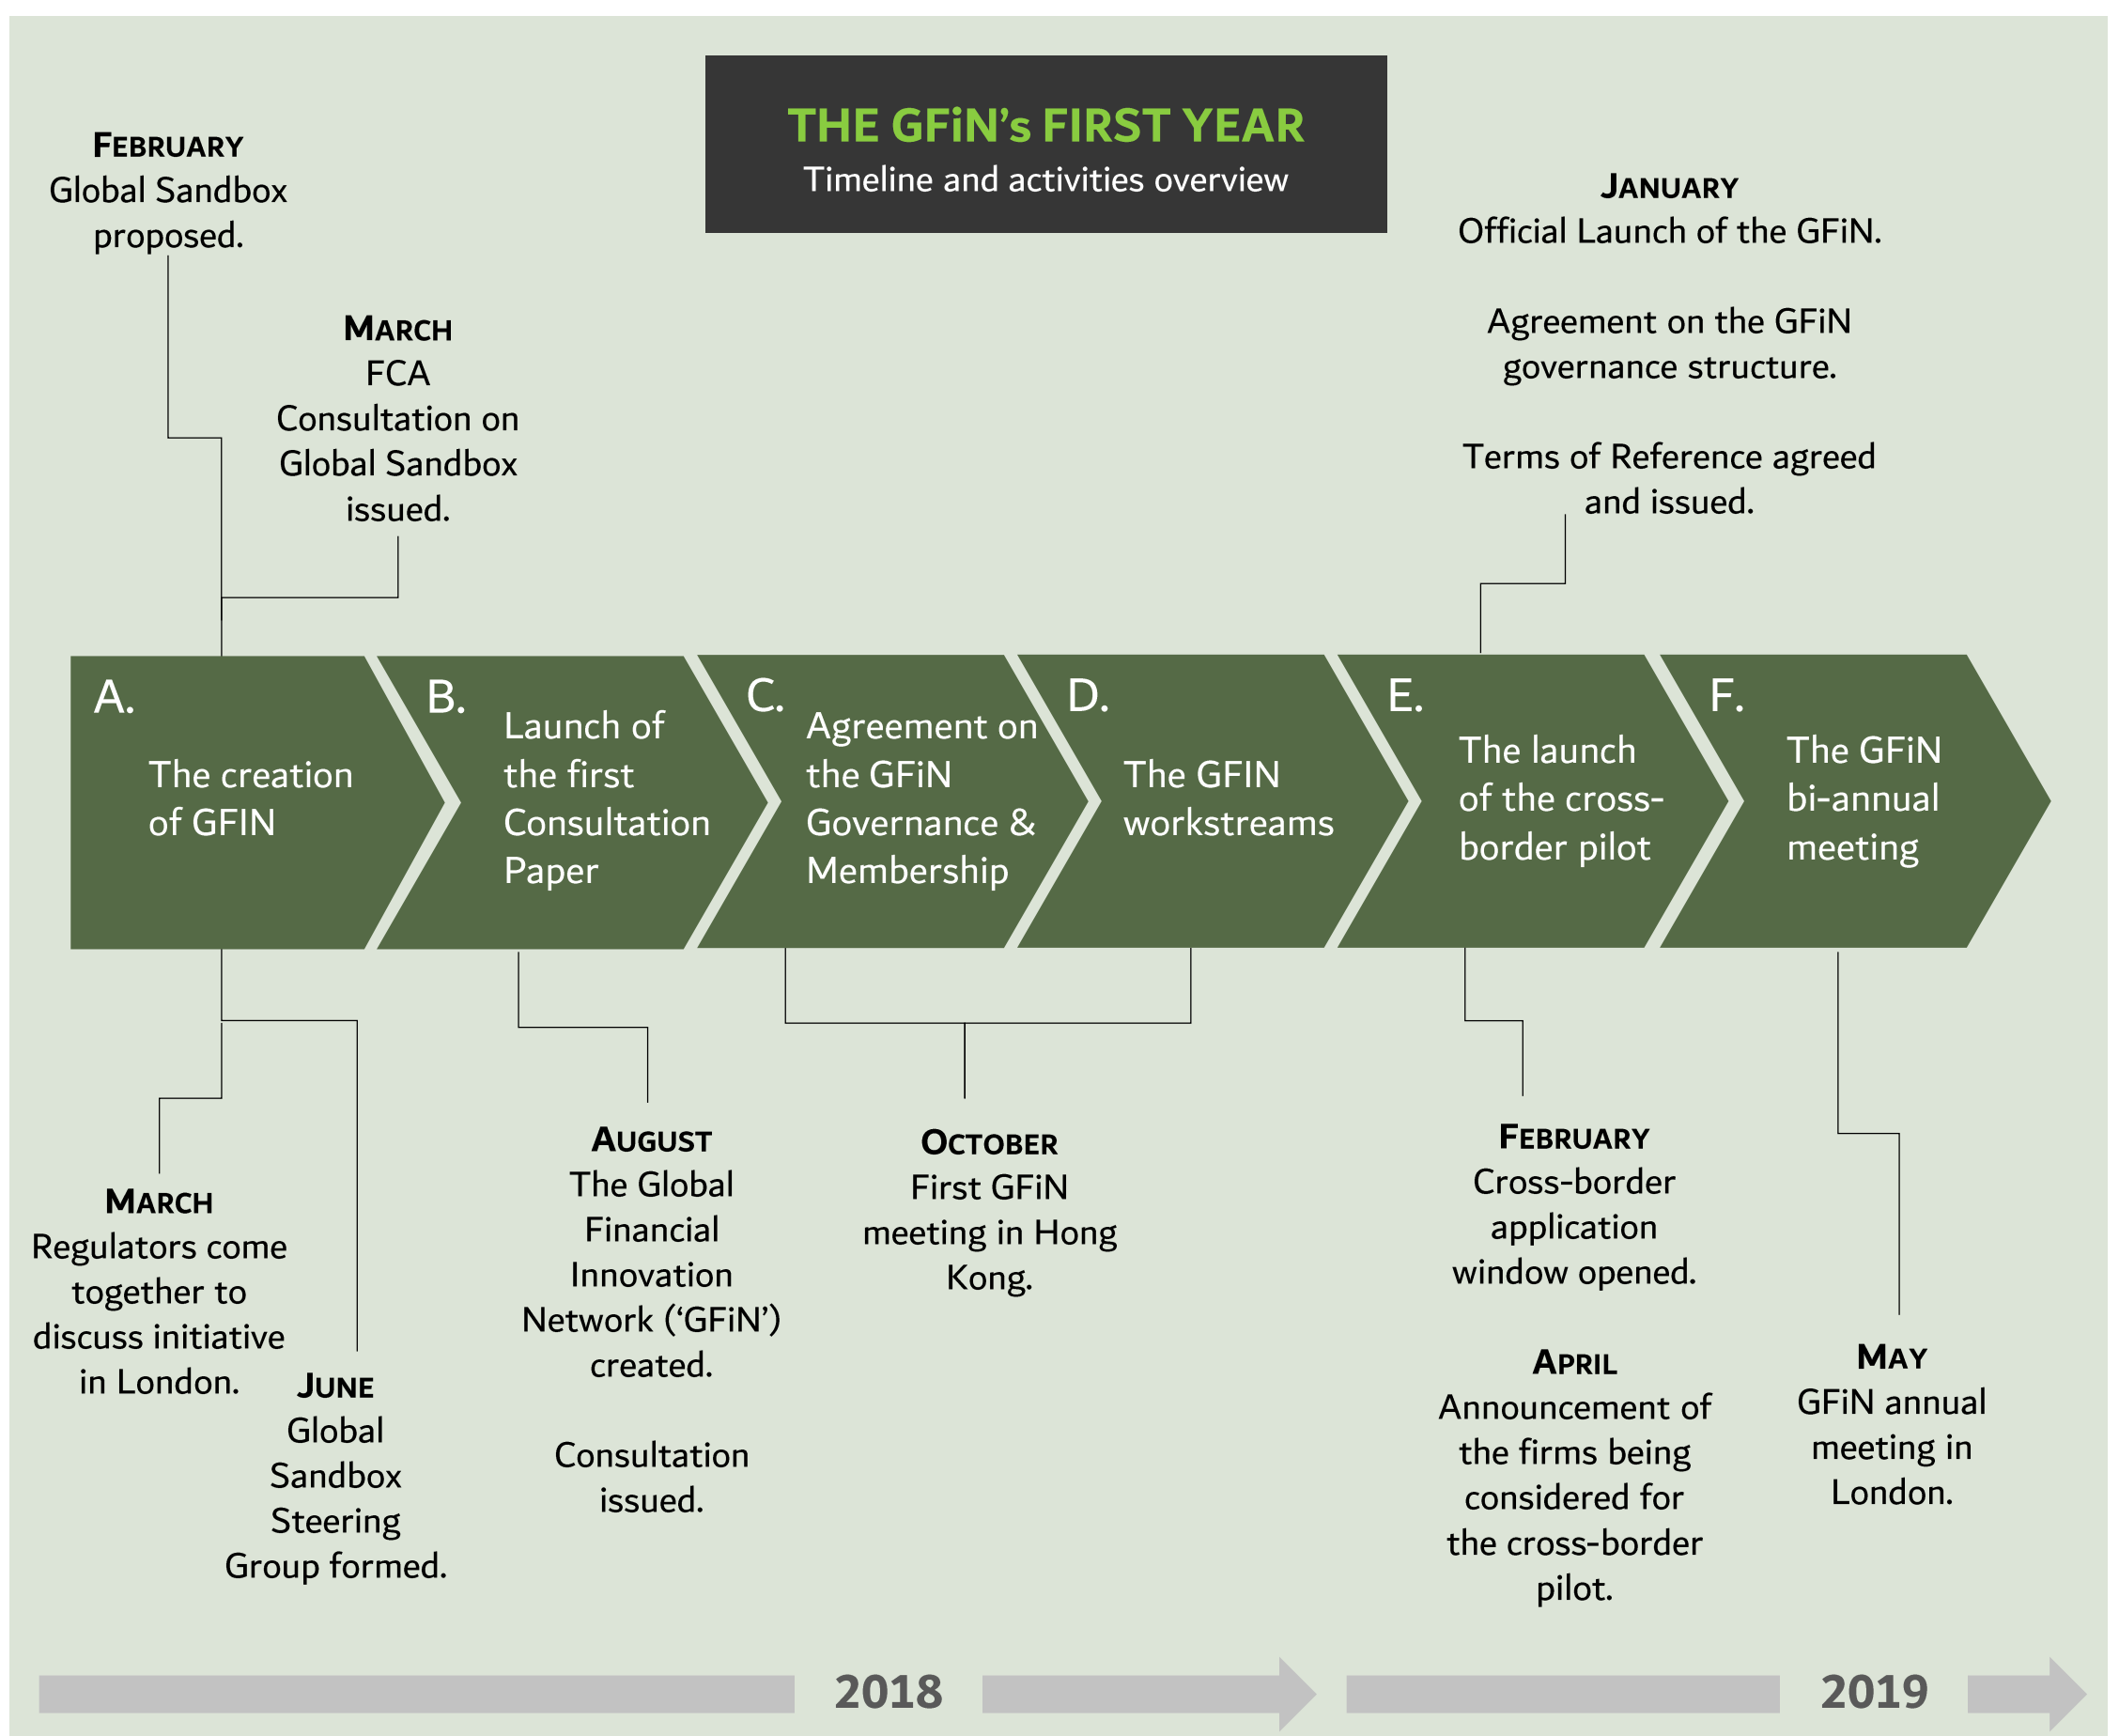 THE GFiN’s FIRST YEAR
Timeline and activities overview
FEBRUARY
Global Sandbox
proposed.
MARCH
FCA
Consultation on
Global Sandbox
issued.
JANUARY
Official Launch of the GFiN.
Agreement on the GFiN
governance structure.
Terms of Reference agreed
and issued.
A.
The creation
of GFIN
B.
Launch of
the first
Consultation
Paper
C.
Agreement on
the GFiN
Governance &
Membership
D.
The GFIN
workstreams
E.
The launch
of the cross-
border pilot
F.
The GFiN
bi-annual
meeting
MARCH
Regulators come
together to
discuss initiative
in London.
JUNE
Global
Sandbox
Steering
Group formed.
AUGUST
The Global
Financial
Innovation
Network (‘GFiN’)
created.
Consultation
issued.
OCTOBER
First GFiN
meeting in Hong
Kong.
FEBRUARY
Cross-border
application
window opened.
APRIL
Announcement of
the firms being
considered for
the cross-border
pilot.
MAY
GFiN annual
meeting in
London.
2018
2019